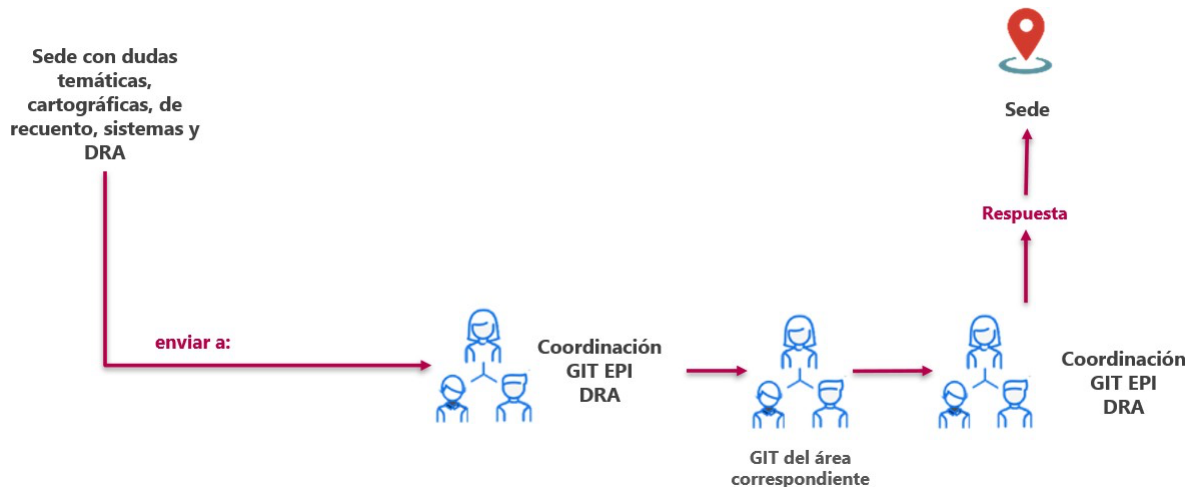 Sede con dudas
temáticas,
cartográficas, de
recuento, sistemas y
DRA
enviar a:
Coordinación
GIT EPI
DRA
GIT del área
correspondiente
Coordinación
GIT EPI
DRA
Respuesta
Sede